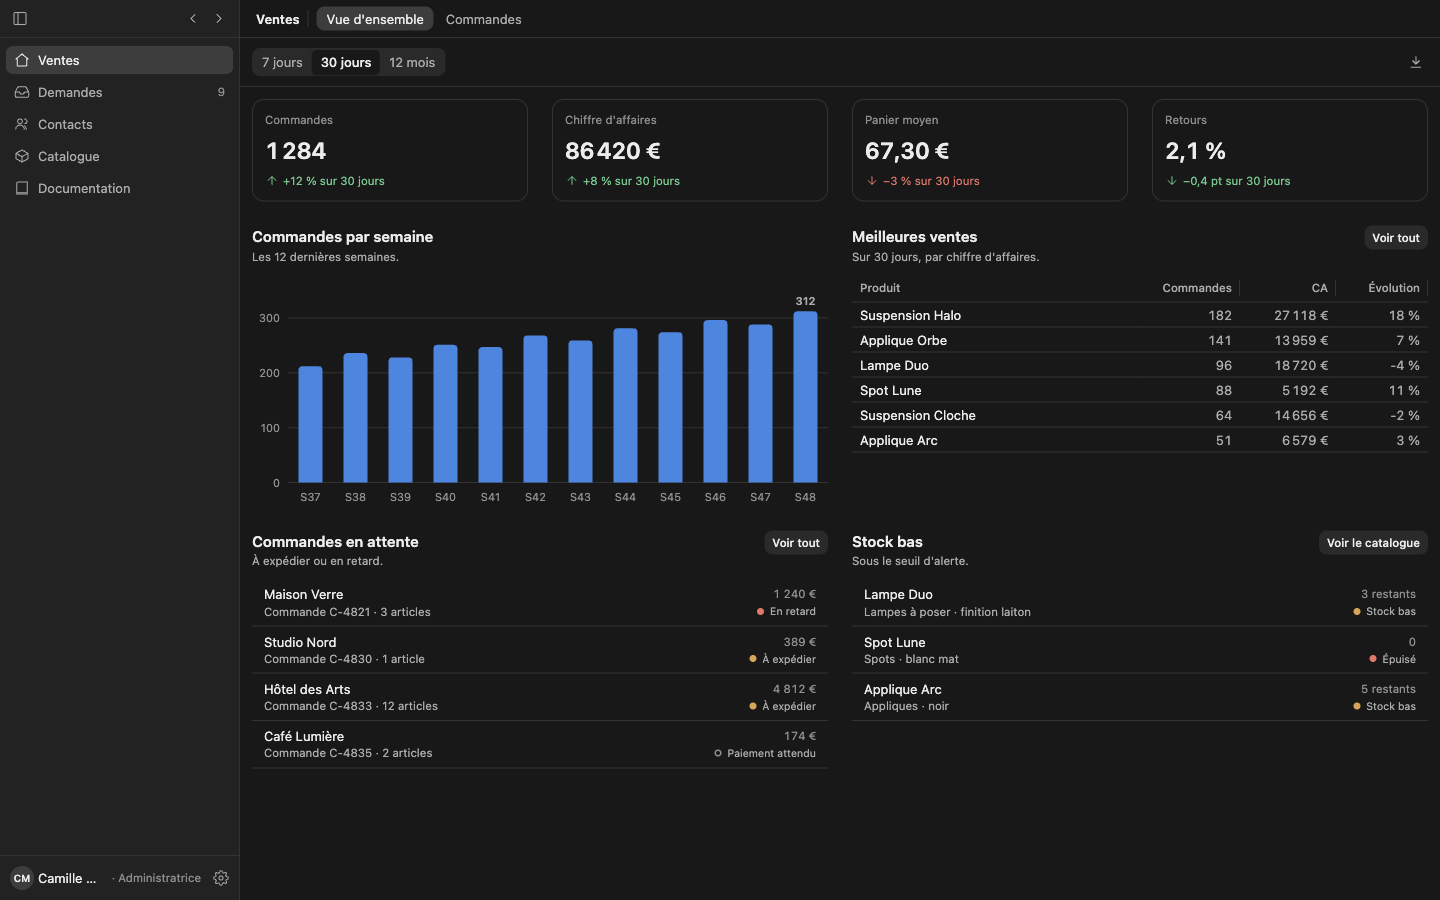 Ventes
Vue d'ensemble
Commandes
Ventes
Demandes
9
Contacts
Catalogue
Documentation
7 jours
30 jours
12 mois
Commandes
1 284
+12 % sur 30 jours
Chiffre d'affaires
86 420 €
+8 % sur 30 jours
Panier moyen
67,30 €
−3 % sur 30 jours
Retours
2,1 %
−0,4 pt sur 30 jours
Commandes par semaine
Les 12 dernières semaines.
312
300
200
100
0
S37 S38 S39 S40 S41 S42 S43 S44 S45 S46 S47 S48
Meilleures ventes
Voir tout
Sur 30 jours, par chiffre d'affaires.
Produit Commandes CA Évolution
Suspension Halo 182 27 118 € 18 %
Applique Orbe 141 13 959 € 7 %
Lampe Duo 96 18 720 € -4 %
Spot Lune 88 5 192 € 11 %
Suspension Cloche 64 14 656 € -2 %
Applique Arc 51 6 579 € 3 %
Commandes en attente
Voir tout
À expédier ou en retard.
Maison Verre 1 240 €
Commande C-4821 · 3 articles En retard
Studio Nord 389 €
Commande C-4830 · 1 article À expédier
Hôtel des Arts 4 812 €
Commande C-4833 · 12 articles À expédier
Café Lumière 174 €
Commande C-4835 · 2 articles Paiement attendu
Stock bas
Voir le catalogue
Sous le seuil d'alerte.
Lampe Duo 3 restants
Lampes à poser · finition laiton Stock bas
Spot Lune 0
Spots · blanc mat Épuisé
Applique Arc 5 restants
Appliques · noir Stock bas
CM Camille ... · Administratrice